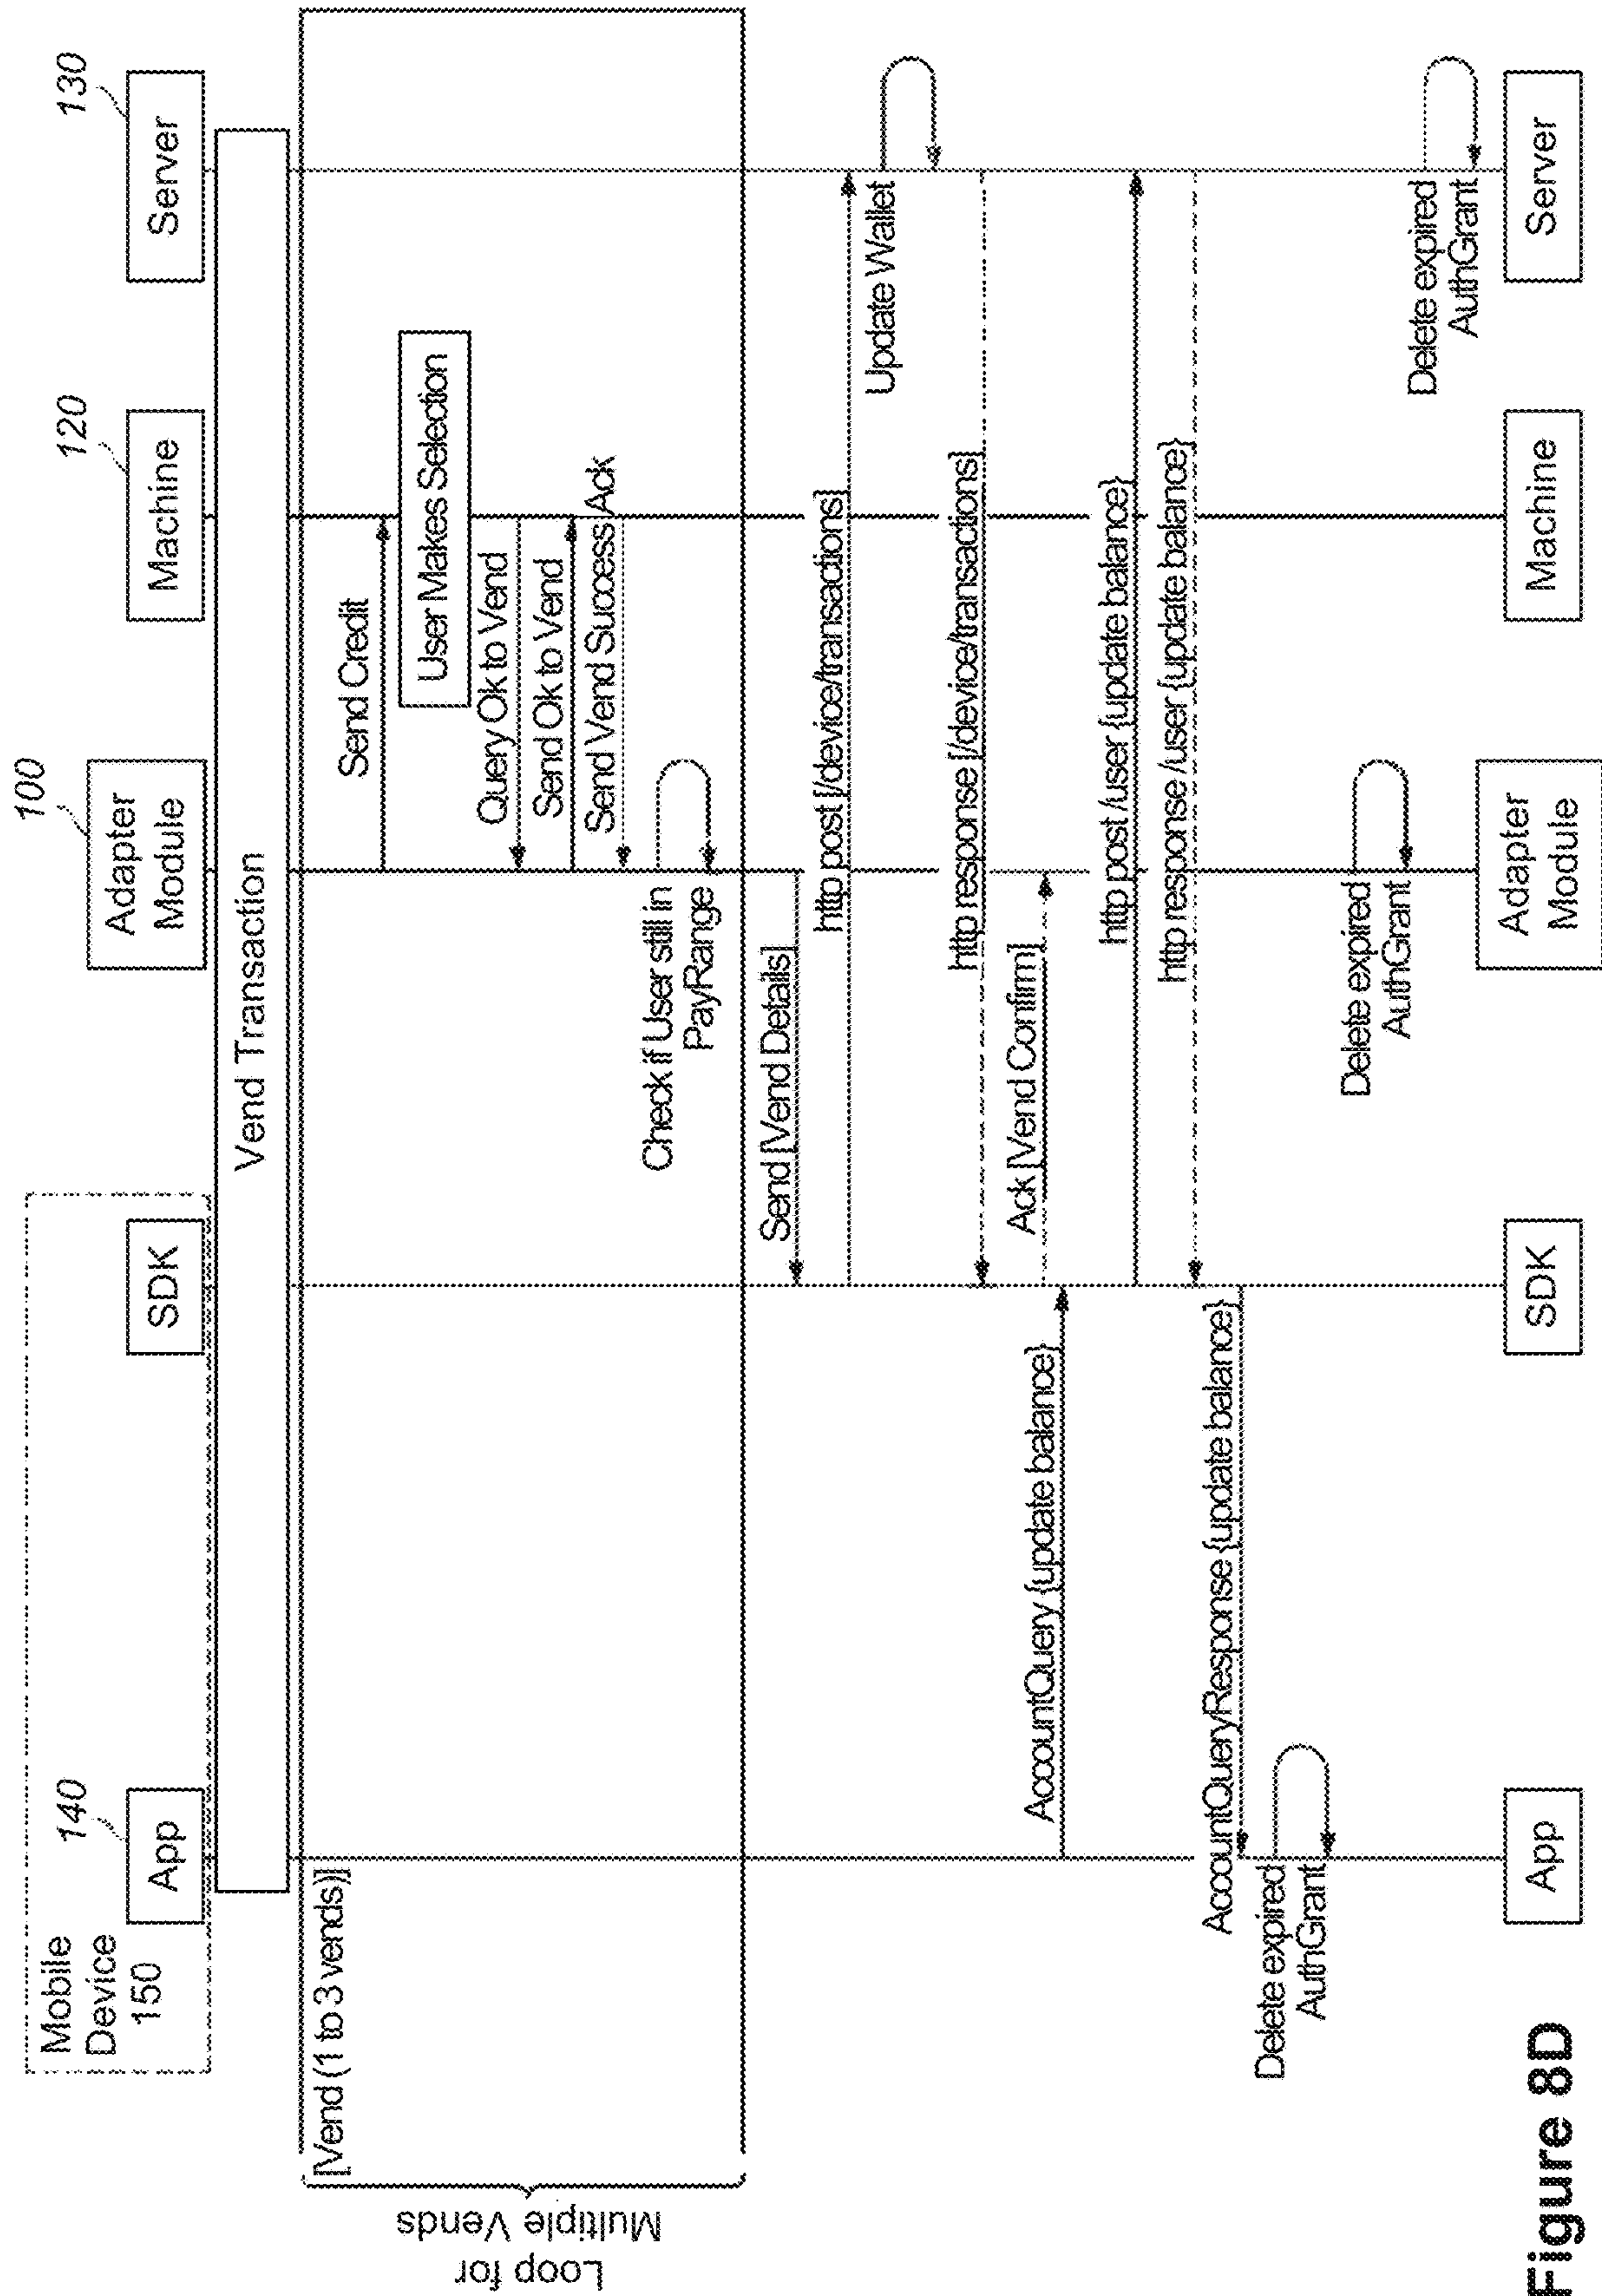 Mobile
Device
150
140
App
SDK
100
Adapter
Module
120
Machine
130
Server
Vend Transaction
[Vend (1 to 3 vends)]
Loop for
Multiple Vends
Send Credit
User Makes Selection
Query Ok to Vend
Send Ok to Vend
Send Vend Success Ack
Check if User still in
PayRange
Send [Vend Details]
http post [/device/transactions]
Update Wallet
http response [/device/transactions]
Ack [Vend Confirm]
AccountQuery {update balance}
http post /user {update balance}
http response /user {update balance}
AccountQueryResponse {update balance}
Delete expired
AuthGrant
Delete expired
AuthGrant
Delete expired
AuthGrant
App
SDK
Adapter
Module
Machine
Server
Figure 8D